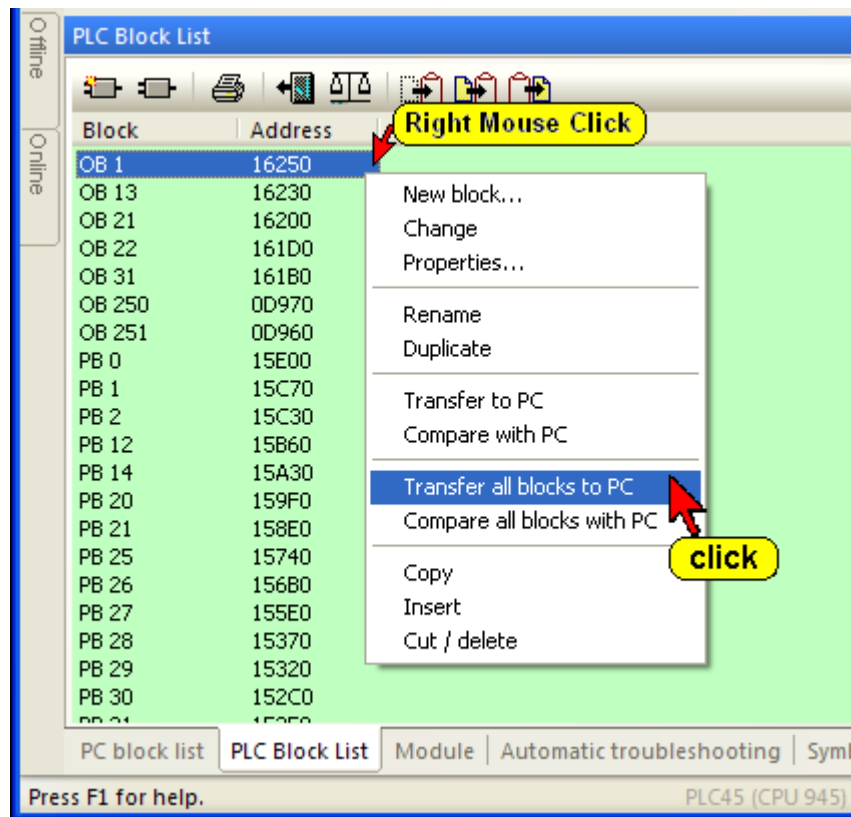 Offline
Online
PLC Block List
Right Mouse Click
Block Address
OB 1 16250
OB 13 16230
OB 21 16200
OB 22 161D0
OB 31 161B0
OB 250 0D970
OB 251 0D960
PB 0 15E00
PB 1 15C70
PB 2 15C30
PB 12 15B60
PB 14 15A30
PB 20 159F0
PB 21 158E0
PB 25 15740
PB 26 156B0
PB 27 155E0
PB 28 15370
PB 29 15320
PB 30 152C0
New block...
Change
Properties...
Rename
Duplicate
Transfer to PC
Compare with PC
Transfer all blocks to PC
Compare all blocks with PC
click
Copy
Insert
Cut / delete
PC block list PLC Block List Module Automatic troubleshooting
Press F1 for help. PLC45 (CPU 945)